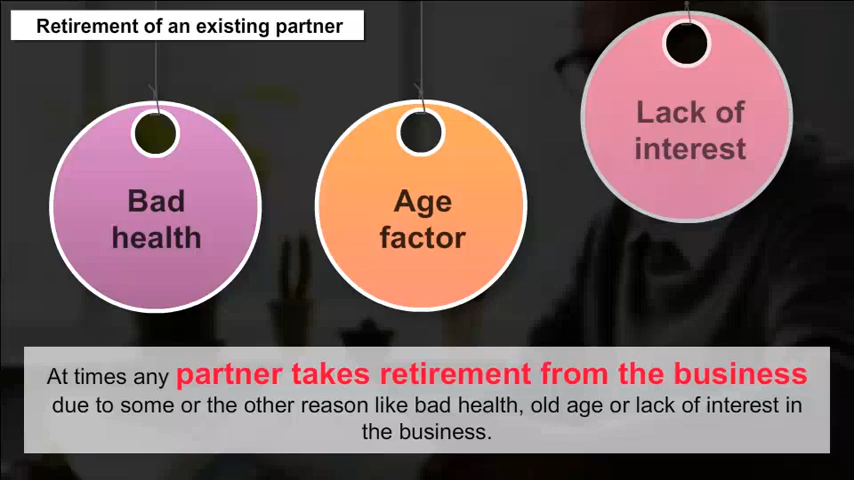 Retirement of an existing partner
Bad
health
Age
factor
Lack of
interest
At times any partner takes retirement from the business
due to some or the other reason like bad health, old age or lack of interest in
the business.